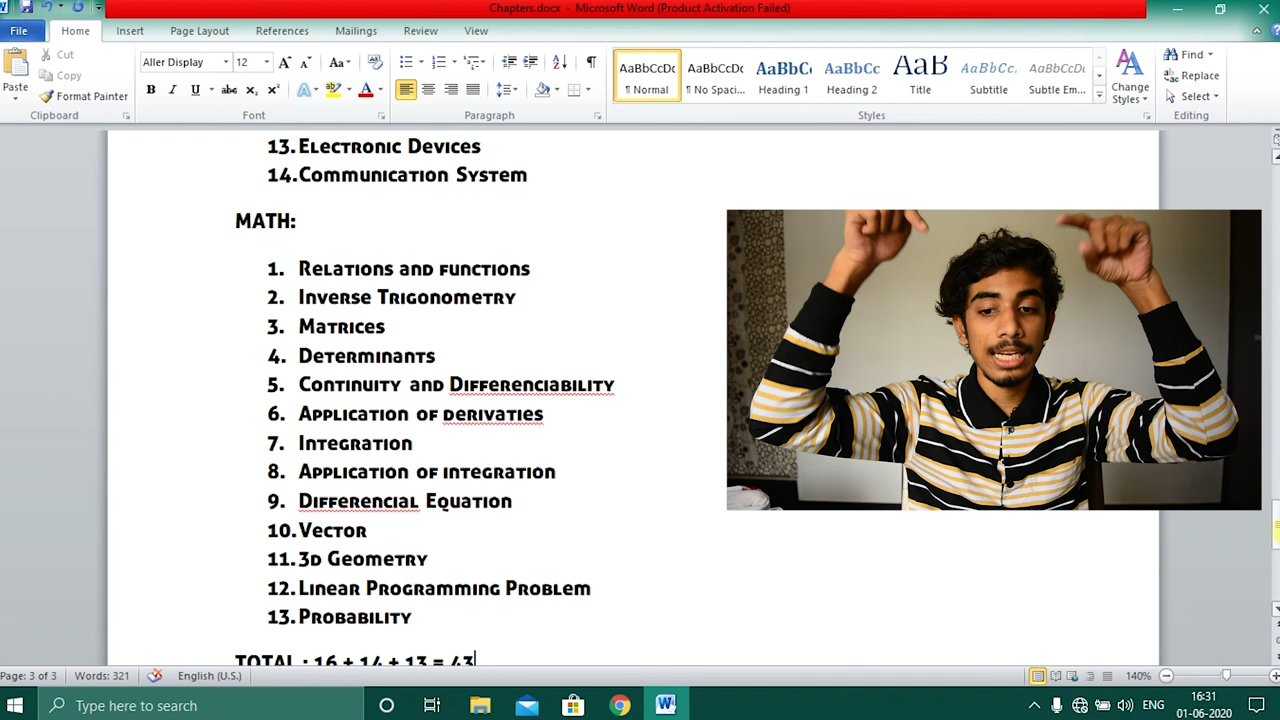 Chapters.docx - Microsoft Word (Product Activation Failed)
File Home Insert Page Layout References Mailings Review View
Cut
Copy
Format Painter
Paste
Clipboard
Aller Display 12
Font
Paragraph
AaBbCcDc AaBbCcDc AaBbC AaBbCc AaB AaBbCc. AaBbCcDc
¶ Normal ¶ No Spaci... Heading 1 Heading 2 Title Subtitle Subtle Em...
Change Styles
Styles
Find
Replace
Select
Editing
13. Electronic Devices
14. Communication System
MATH:
1. Relations and functions
2. Inverse Trigonometry
3. Matrices
4. Determinants
5. Continuity and Differenciability
6. Application of derivaties
7. Integration
8. Application of integration
9. Differencial Equation
10. Vector
11. 3d Geometry
12. Linear Programming Problem
13. Probability
TOTAL : 16 + 14 + 13 = 43
Page: 3 of 3 Words: 321 English (U.S.) 140%
Type here to search
ENG
16:31
01-06-2020